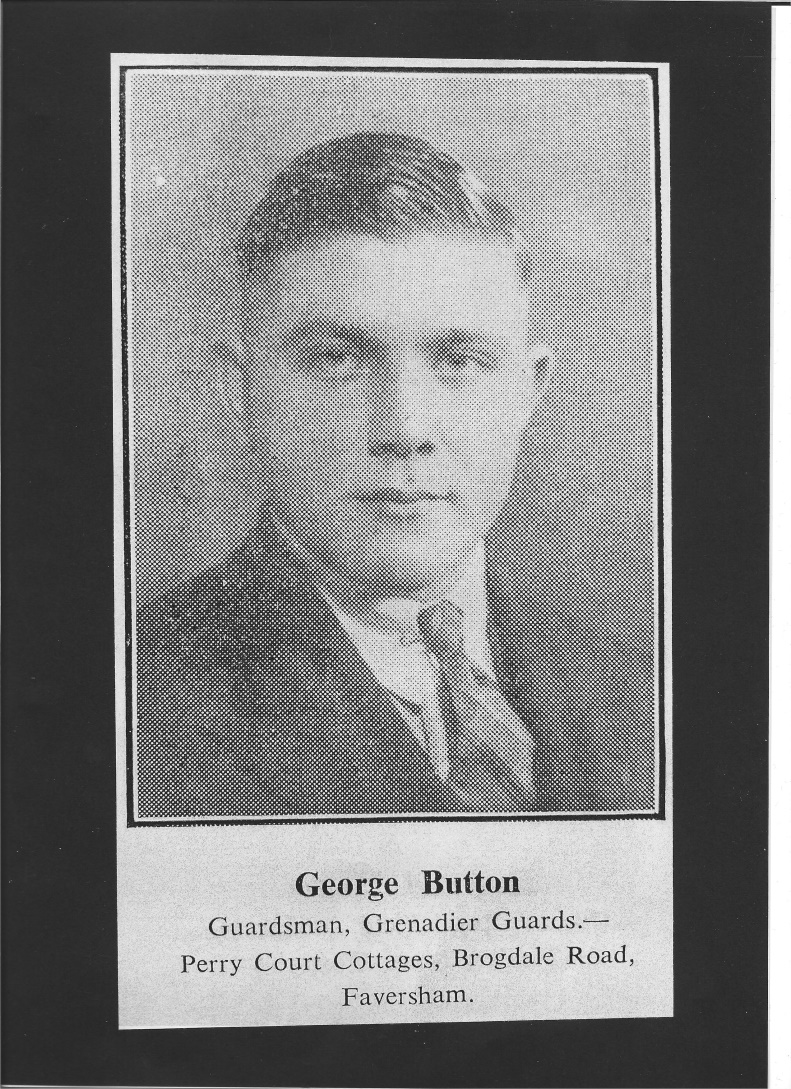 George Button
Guardsman, Grenadier Guards.—
Perry Court Cottages, Brogdale Road,
Faversham.